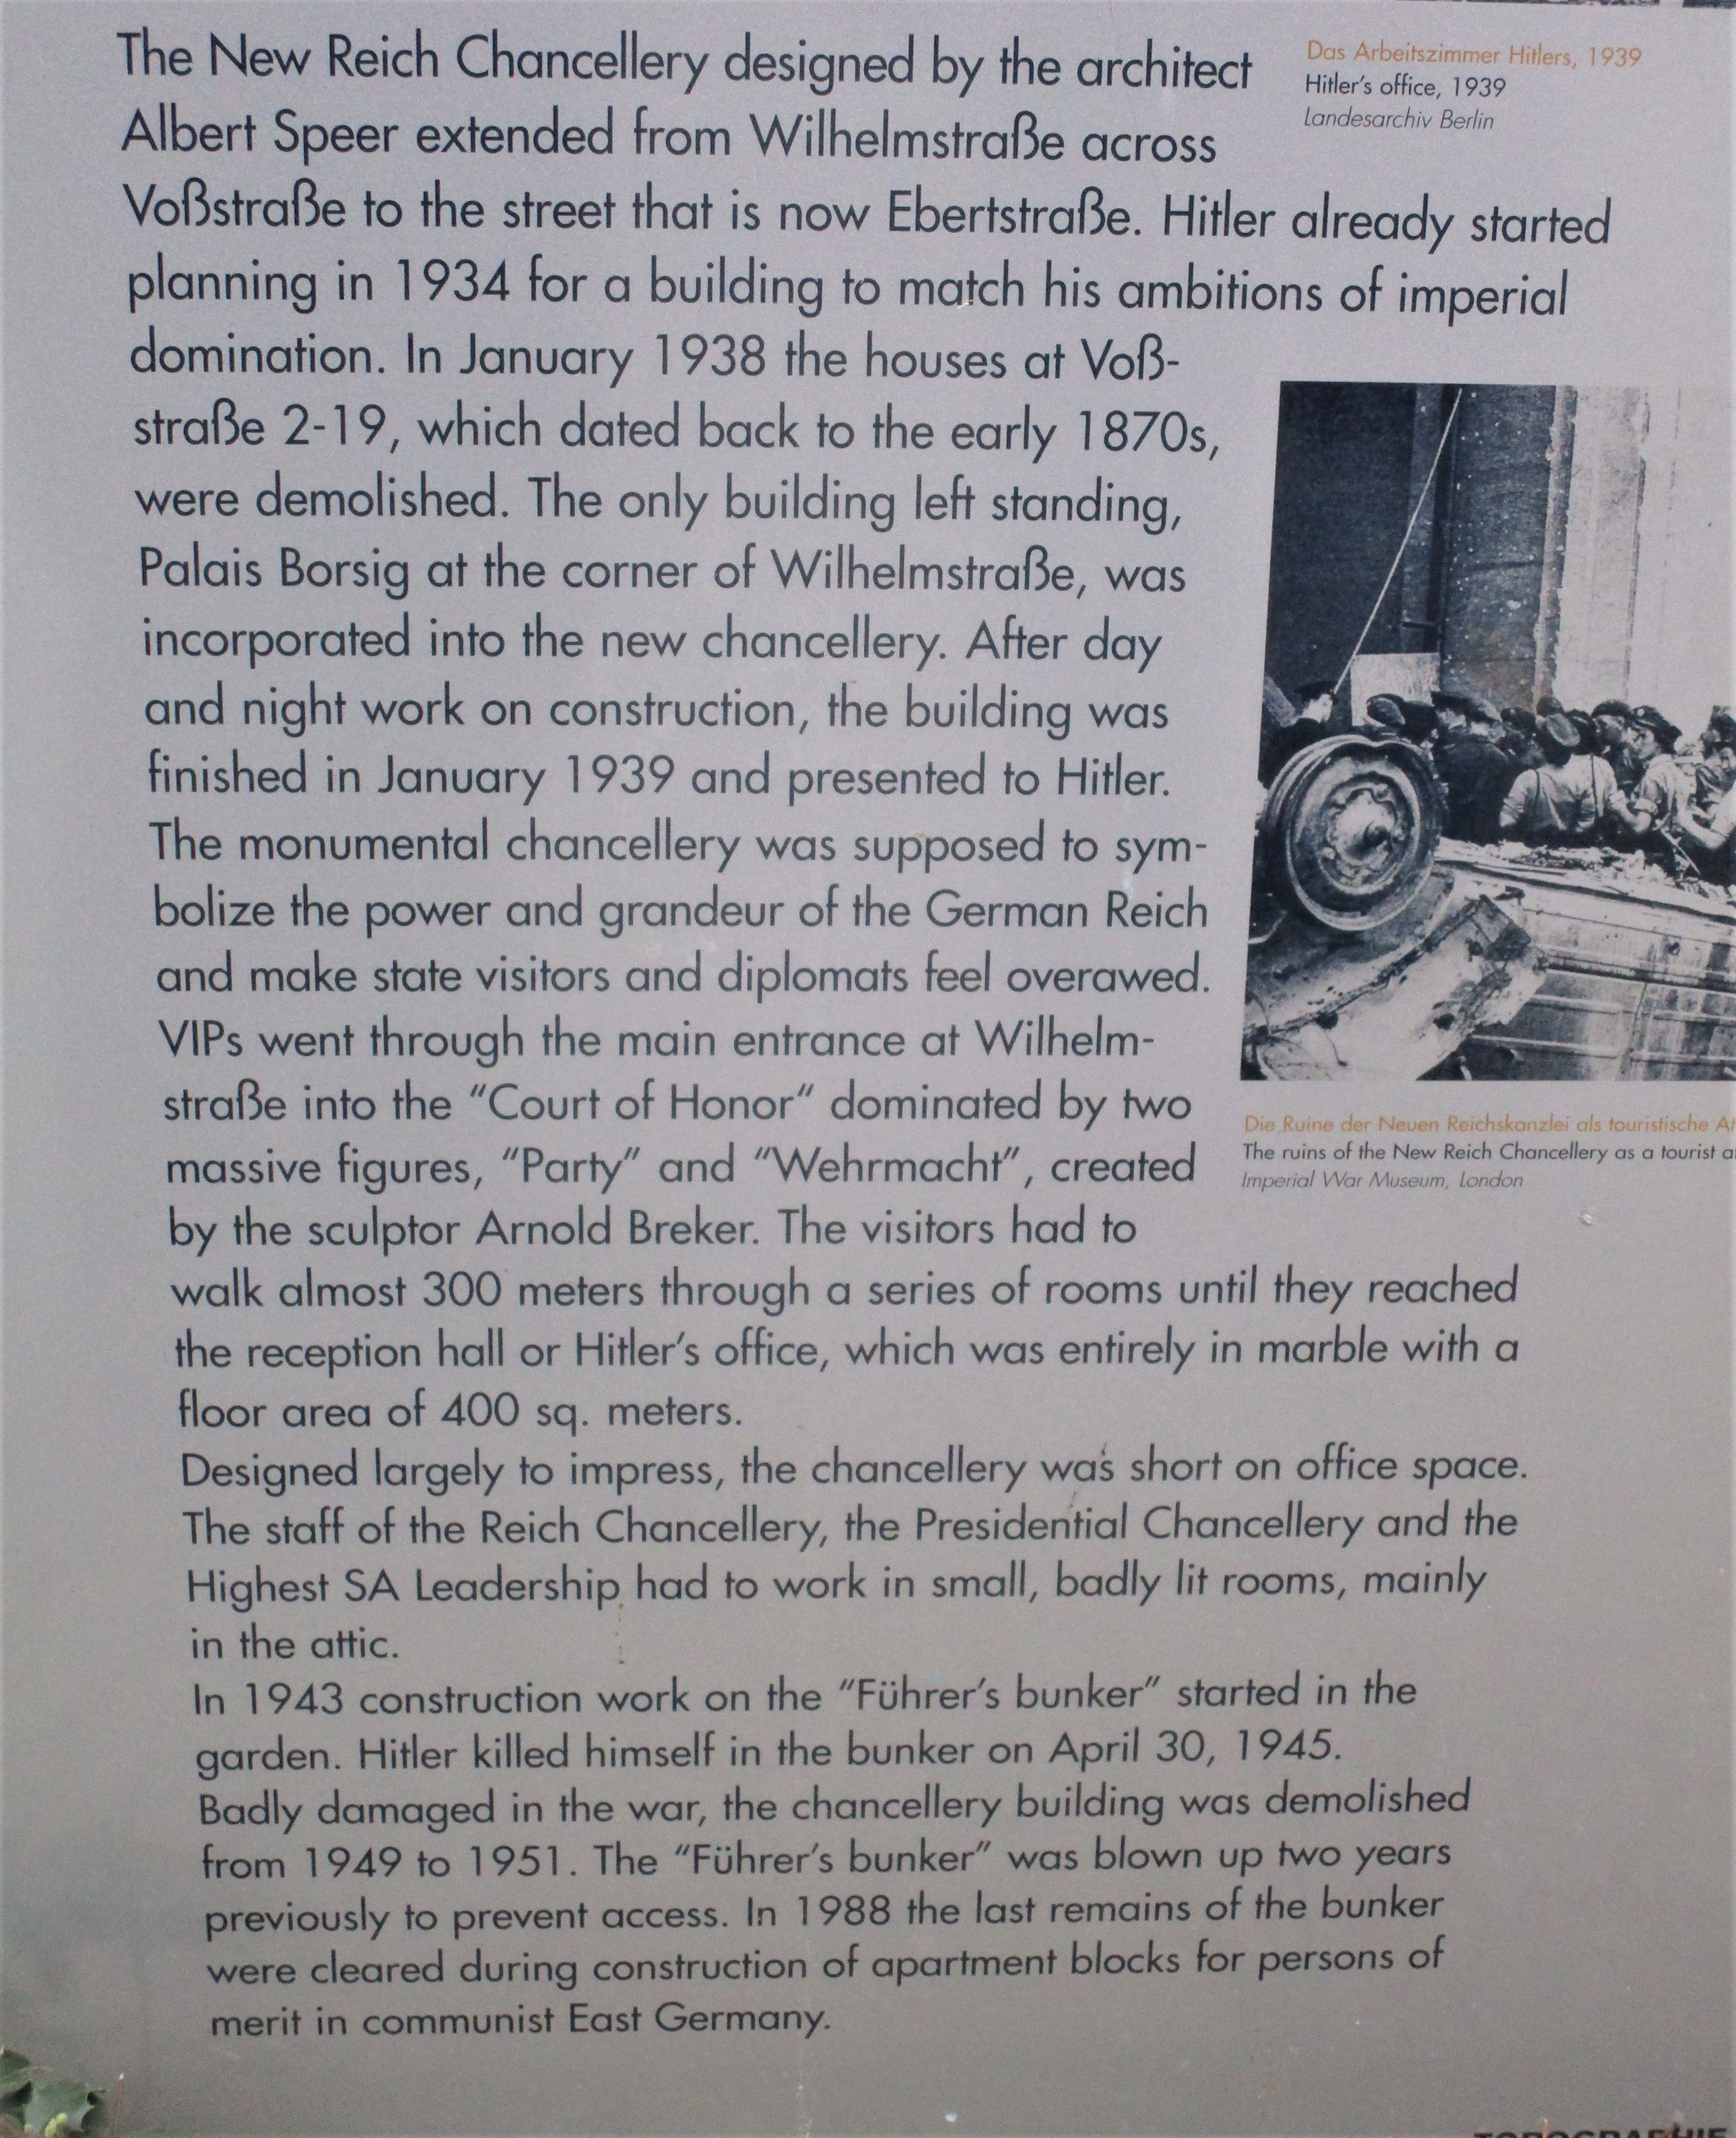 The New Reich Chancellery designed by the architect
Albert Speer extended from Wilhelmstraße across
Voßstraße to the street that is now Ebertstraße. Hitler already started
planning in 1934 for a building to match his ambitions of imperial
domination. In January 1938 the houses at Voß-
straße 2-19, which dated back to the early 1870s,
were demolished. The only building left standing,
Palais Borsig at the corner of Wilhelmstraße, was
incorporated into the new chancellery. After day
and night work on construction, the building was
finished in January 1939 and presented to Hitler.
The monumental chancellery was supposed to sym-
bolize the power and grandeur of the German Reich
and make state visitors and diplomats feel overawed.
VIPs went through the main entrance at Wilhelm-
straße into the "Court of Honor" dominated by two
massive figures, "Party" and "Wehrmacht", created
by the sculptor Arnold Breker. The visitors had to
walk almost 300 meters through a series of rooms until they reached
the reception hall or Hitler's office, which was entirely in marble with a
floor area of 400 sq. meters.
Designed largely to impress, the chancellery was short on office space.
The staff of the Reich Chancellery, the Presidential Chancellery and the
Highest SA Leadership had to work in small, badly lit rooms, mainly
in the attic.
In 1943 construction work on the "Führer's bunker" started in the
garden. Hitler killed himself in the bunker on April 30, 1945.
Badly damaged in the war, the chancellery building was demolished
from 1949 to 1951. The "Führer's bunker" was blown up two years
previously to prevent access. In 1988 the last remains of the bunker
were cleared during construction of apartment blocks for persons of
merit in communist East Germany.
Das Arbeitszimmer Hitlers, 1939
Hitler's office, 1939
Landesarchiv Berlin
Die Ruine der Neuen Reichskanzlei als touristische
The ruins of the New Reich Chancellery as a tourist
Imperial War Museum, London